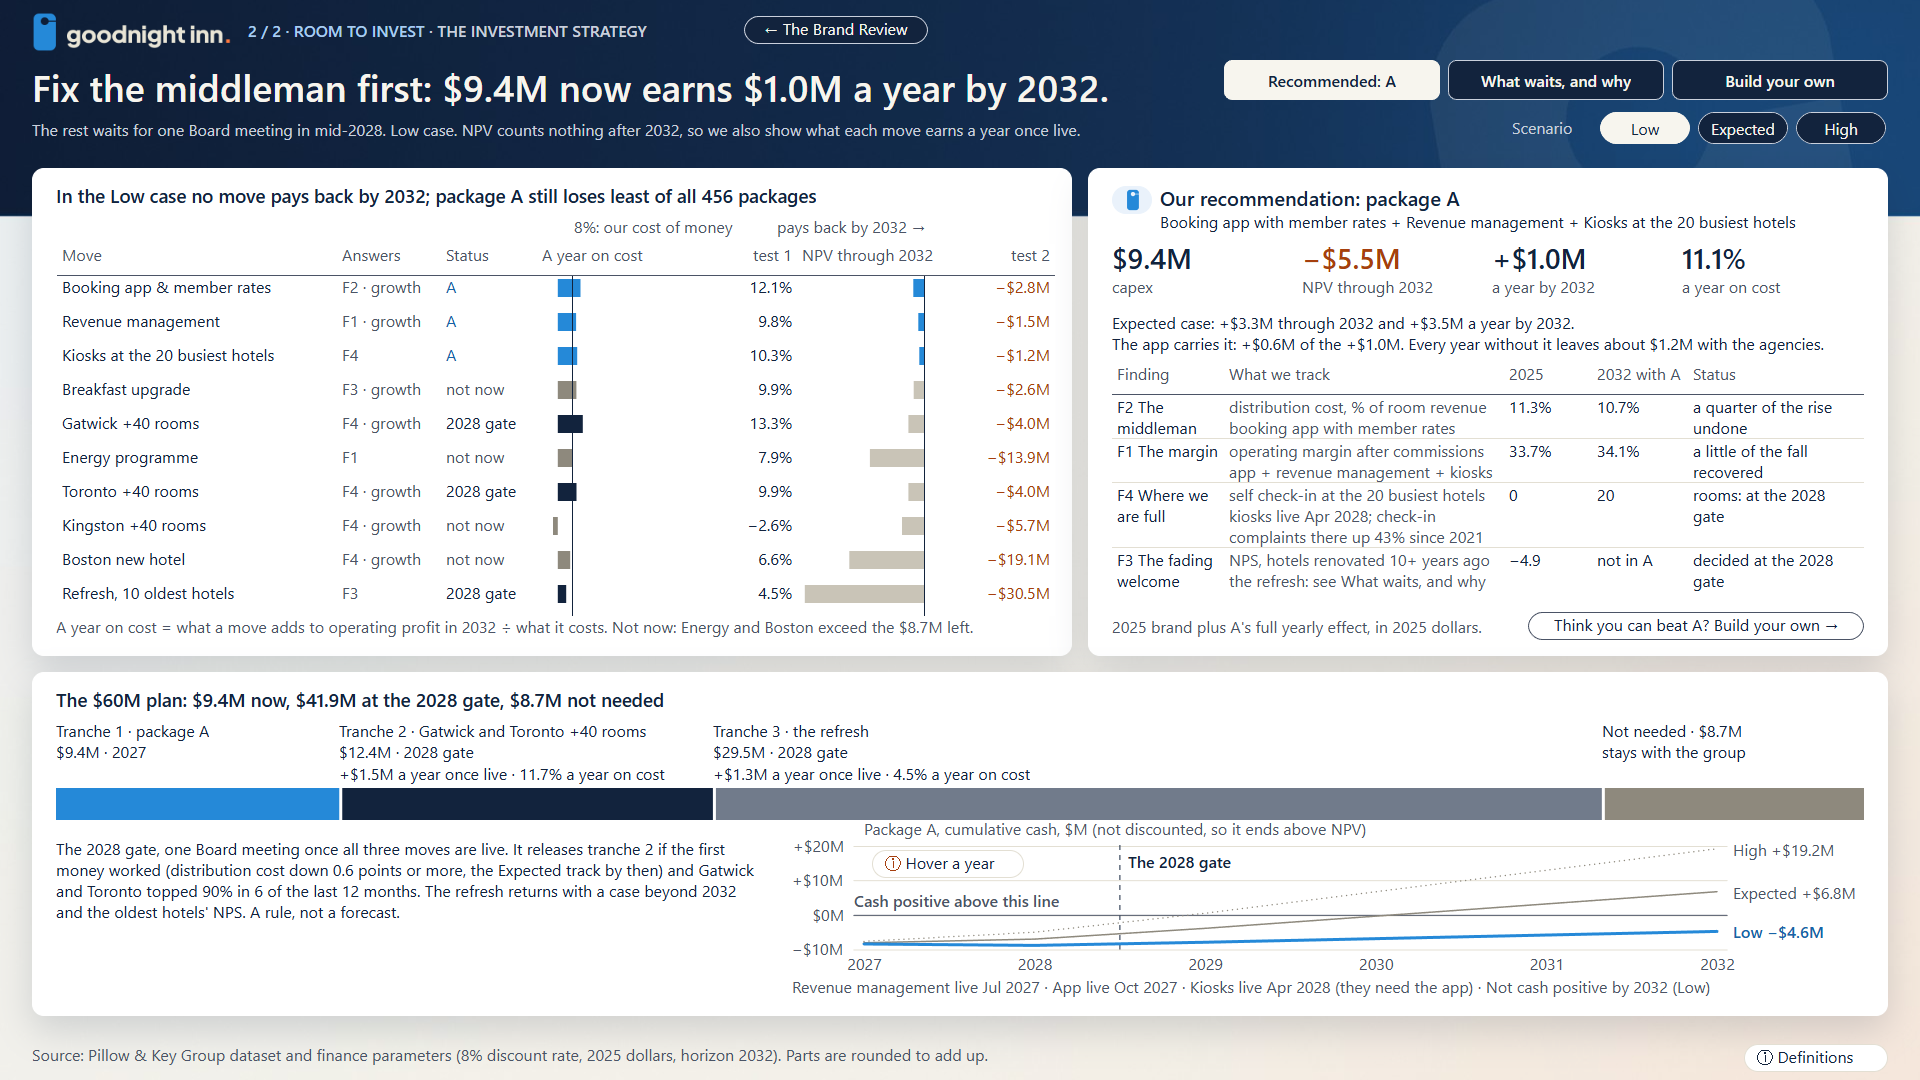 goodnight inn.
2 / 2 · ROOM TO INVEST · THE INVESTMENT STRATEGY
← The Brand Review
Fix the middleman first: $9.4M now earns $1.0M a year by 2032.
The rest waits for one Board meeting in mid-2028. Low case. NPV counts nothing after 2032, so we also show what each move earns a year once live.
Recommended: A
What waits, and why
Build your own
Scenario
Low
Expected
High
In the Low case no move pays back by 2032; package A still loses least of all 456 packages
8%: our cost of money pays back by 2032 →
Move Answers Status A year on cost test 1 NPV through 2032 test 2
Booking app & member rates F2 · growth A 12.1% −$2.8M
Revenue management F1 · growth A 9.8% −$1.5M
Kiosks at the 20 busiest hotels F4 A 10.3% −$1.2M
Breakfast upgrade F3 · growth not now 9.9% −$2.6M
Gatwick +40 rooms F4 · growth 2028 gate 13.3% −$4.0M
Energy programme F1 not now 7.9% −$13.9M
Toronto +40 rooms F4 · growth 2028 gate 9.9% −$4.0M
Kingston +40 rooms F4 · growth not now −2.6% −$5.7M
Boston new hotel F4 · growth not now 6.6% −$19.1M
Refresh, 10 oldest hotels F3 2028 gate 4.5% −$30.5M
A year on cost = what a move adds to operating profit in 2032 ÷ what it costs. Not now: Energy and Boston exceed the $8.7M left.
Our recommendation: package A
Booking app with member rates + Revenue management + Kiosks at the 20 busiest hotels
$9.4M −$5.5M +$1.0M 11.1%
capex NPV through 2032 a year by 2032 a year on cost
Expected case: +$3.3M through 2032 and +$3.5M a year by 2032.
The app carries it: +$0.6M of the +$1.0M. Every year without it leaves about $1.2M with the agencies.
Finding What we track 2025 2032 with A Status
F2 The distribution cost, % of room revenue 11.3% 10.7% a quarter of the rise
middleman booking app with member rates undone
F1 The margin operating margin after commissions 33.7% 34.1% a little of the fall
app + revenue management + kiosks recovered
F4 Where we self check-in at the 20 busiest hotels 0 20 rooms: at the 2028
are full kiosks live Apr 2028; check-in gate
complaints there up 43% since 2021
F3 The fading NPS, hotels renovated 10+ years ago −4.9 not in A decided at the 2028
welcome the refresh: see What waits, and why gate
2025 brand plus A's full yearly effect, in 2025 dollars.
Think you can beat A? Build your own →
The $60M plan: $9.4M now, $41.9M at the 2028 gate, $8.7M not needed
Tranche 1 · package A Tranche 2 · Gatwick and Toronto +40 rooms Tranche 3 · the refresh Not needed · $8.7M
$9.4M · 2027 $12.4M · 2028 gate $29.5M · 2028 gate stays with the group
+$1.5M a year once live · 11.7% a year on cost +$1.3M a year once live · 4.5% a year on cost
The 2028 gate, one Board meeting once all three moves are live. It releases tranche 2 if the first
money worked (distribution cost down 0.6 points or more, the Expected track by then) and Gatwick
and Toronto topped 90% in 6 of the last 12 months. The refresh returns with a case beyond 2032
and the oldest hotels' NPS. A rule, not a forecast.
Package A, cumulative cash, $M (not discounted, so it ends above NPV)
+$20M
ⓘ Hover a year
The 2028 gate
High +$19.2M
+$10M
Expected +$6.8M
Cash positive above this line
$0M
Low −$4.6M
−$10M
2027 2028 2029 2030 2031 2032
Revenue management live Jul 2027 · App live Oct 2027 · Kiosks live Apr 2028 (they need the app) · Not cash positive by 2032 (Low)
Source: Pillow & Key Group dataset and finance parameters (8% discount rate, 2025 dollars, horizon 2032). Parts are rounded to add up.
ⓘ Definitions